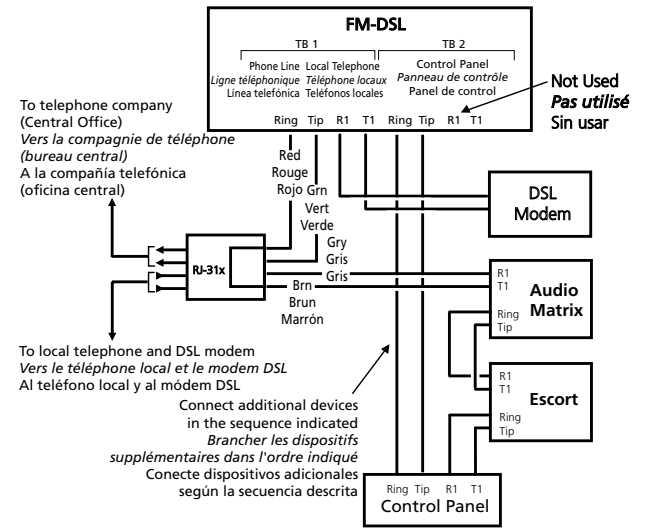 FM-DSL
TB 1
TB 2
Phone Line Local Telephone
Ligne téléphonique Téléphone locaux
Línea telefónica Teléfonos locales
Control Panel
Panneau de contrôle
Panel de control
Ring Tip R1 T1 Ring Tip R1 T1
Not Used
Pas utilisé
Sin usar
To telephone company
(Central Office)
Vers la compagnie de téléphone
(bureau central)
A la compañía telefónica
(oficina central)
Red
Rouge
Rojo
Grn
Vert
Verde
Gry
Gris
Gris
Brn
Brun
Marrón
RJ-31x
DSL
Modem
R1
T1
Audio
Matrix
Ring
Tip
R1
T1
Escort
Ring
Tip
To local telephone and DSL modem
Vers le téléphone local et le modem DSL
Al teléfono local y al módem DSL
Connect additional devices
in the sequence indicated
Brancher les dispositifs
supplémentaires dans l'ordre indiqué
Conecte dispositivos adicionales
según la secuencia descrita
Ring Tip R1 T1
Control Panel